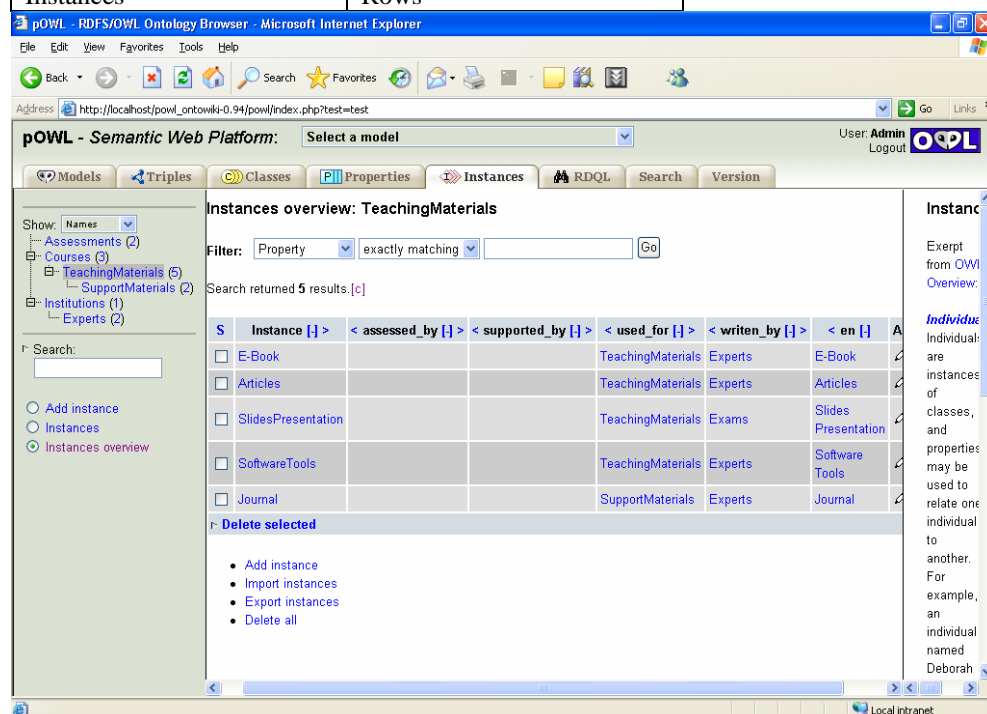 Instances Rows
pOWL - RDFS/OWL Ontology Browser - Microsoft Internet Explorer
File Edit View Favorites Tools Help
Back Search Favorites
Address http://localhost/powl_ontowiki-0.94/powl/index.php?test=test Go Links
pOWL - Semantic Web Platform: Select a model User: Admin
Logout
OWL
Models Triples Classes Properties Instances RDQL Search Version
Show: Names
Assessments (2)
Courses (3)
TeachingMaterials (5)
SupportMaterials (2)
Institutions (1)
Experts (2)
Search:
Add instance
Instances
Instances overview
Instances overview: TeachingMaterials
Filter: Property exactly matching Go
Search returned 5 results.[c]
S Instance [.] > < assessed_by [.] > < supported_by [.] > < used_for [.] > < writen_by [.] > < en [.] A
E-Book TeachingMaterials Experts E-Book
Articles TeachingMaterials Experts Articles
SlidesPresentation TeachingMaterials Exams Slides Presentation
SoftwareTools TeachingMaterials Experts Software Tools
Journal SupportMaterials Experts Journal
Delete selected
Add instance
Import instances
Export instances
Delete all
Instanc
Exerpt
from OWL
Overview:
Individua
Individuals
are
instances
of
classes,
and
properties
may be
used to
relate one
individual
to
another.
For
example,
an
individual
named
Deborah
Local intranet